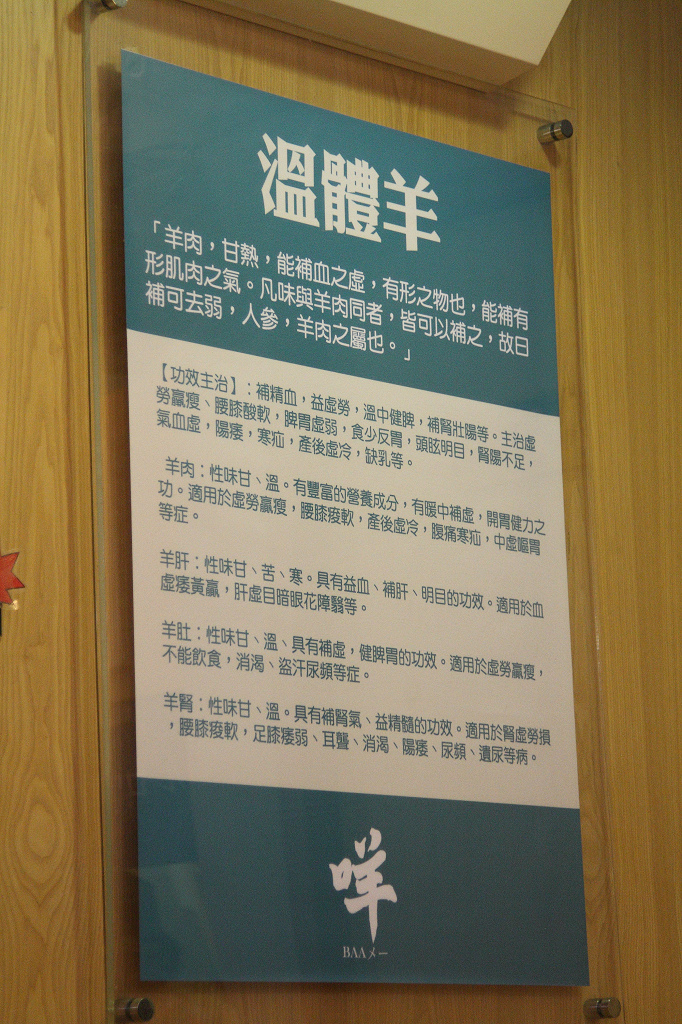 溫體羊
「羊肉，甘熱，能補血之虛，有形之物也，能補有
形肌肉之氣。凡味與羊肉同者，皆可以補之，故曰
補可去弱，人參，羊肉之屬也。」
【功效主治】：補精血，益虛勞，溫中健脾，補腎壯陽等。主治虛
勞羸瘦、腰膝酸軟，脾胃虛弱，食少反胃，頭眩明目，腎陽不足，
氣血虛，陽痿，寒疝，產後虛冷，缺乳等。
羊肉：性味甘、溫。有豐富的營養成分，有暖中補虛，開胃健力之
功。適用於虛勞羸瘦，腰膝痠軟，產後虛冷，腹痛寒疝，中虛嘔胃
等症。
羊肝：性味甘、苦、寒。具有益血、補肝、明目的功效。適用於血
虛痿黃羸，肝虛目暗眼花障翳等。
羊肚：性味甘、溫、具有補虛，健脾胃的功效。適用於虛勞羸瘦，
不能飲食，消渴、盜汗尿頻等症。
羊腎：性味甘、溫。具有補腎氣、益精髓的功效。適用於腎虛勞損
，腰膝痠軟，足膝痿弱、耳聾、消渴、陽痿、尿頻、遺尿等病。
咩
BAAメー